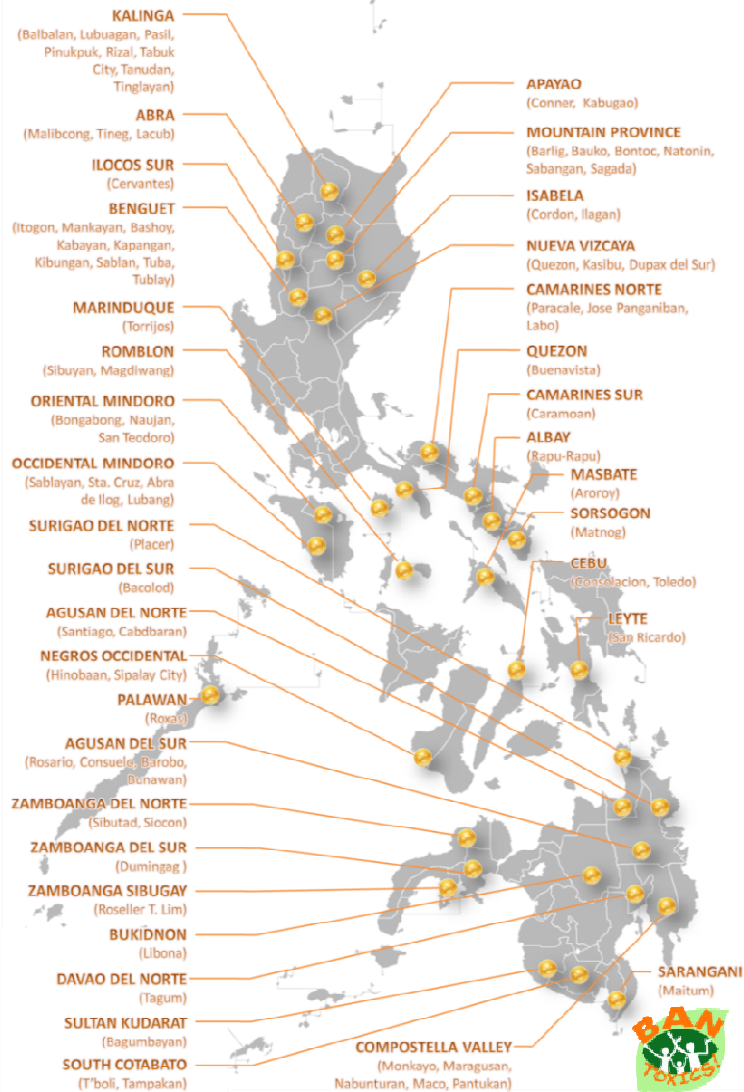 KALINGA
(Balbalan, Lubuagan, Pasil,
Pinukpuk, Rizal, Tabuk
City, Tanudan,
Tinglayan)
ABRA
(Malibcong, Tineg, Lacub)
ILOCOS SUR
(Cervantes)
BENGUET
(Itogon, Mankayan, Bashoy,
Kabayan, Kapangan,
Kibungan, Sablan, Tuba,
Tublay)
MARINDUQUE
(Torrijos)
ROMBLON
(Sibuyan, Magdiwang)
ORIENTAL MINDORO
(Bongabong, Naujan,
San Teodoro)
OCCIDENTAL MINDORO
(Sablayan, Sta. Cruz, Abra
de Ilog, Lubang)
SURIGAO DEL NORTE
(Placer)
SURIGAO DEL SUR
(Bacolod)
AGUSAN DEL NORTE
(Santiago, Cabdbaran)
NEGROS OCCIDENTAL
(Hinobaan, Sipalay City)
PALAWAN
(Roxas)
AGUSAN DEL SUR
(Rosario, Consuelo, Barobo,
Bunawan)
ZAMBOANGA DEL NORTE
(Sibutad, Siocon)
ZAMBOANGA DEL SUR
(Dumingag )
ZAMBOANGA SIBUGAY
(Roseller T. Lim)
BUKIDNON
(Libona)
DAVAO DEL NORTE
(Tagum)
SULTAN KUDARAT
(Bagumbayan)
SOUTH COTABATO
(T'boli, Tampakan)
APAYAO
(Conner, Kabugao)
MOUNTAIN PROVINCE
(Barlig, Bauko, Bontoc, Natonin,
Sabangan, Sagada)
ISABELA
(Cordon, Ilagan)
NUEVA VIZCAYA
(Quezon, Kasibu, Dupax del Sur)
CAMARINES NORTE
(Paracale, Jose Panganiban,
Labo)
QUEZON
(Buenavista)
CAMARINES SUR
(Caramoan)
ALBAY
(Rapu-Rapu)
MASBATE
(Aroroy)
SORSOGON
(Matnog)
CEBU
(Consolacion, Toledo)
LEYTE
(San Ricardo)
SARANGANI
(Maitum)
COMPOSTELLA VALLEY
(Monkayo, Maragusan,
Nabunturan, Maco, Pantukan)
BAN
TOXICS!